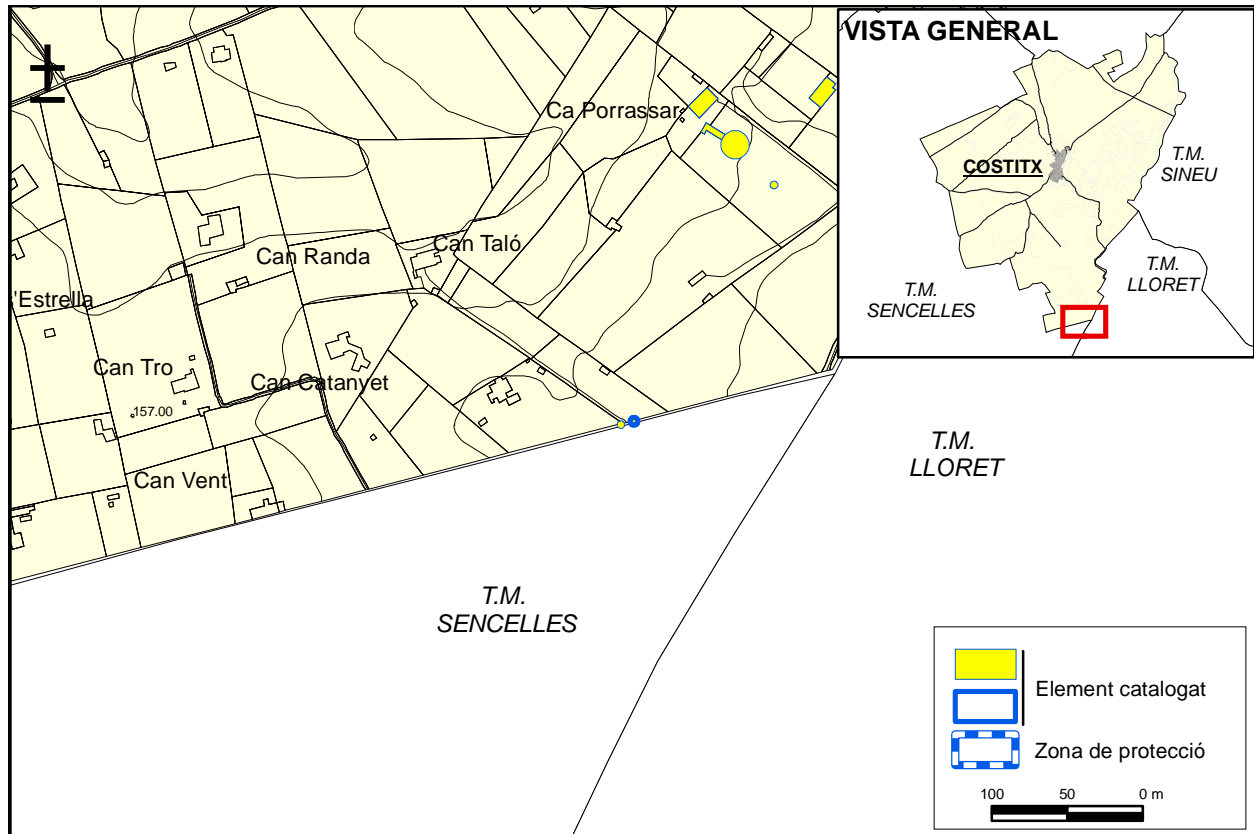 VISTA GENERAL
COSTITX
T.M.
SINEU
T.M.
LLORET
T.M.
SENCELLES
Ca Porrassar
Can Taló
Can Randa
s'Estrella
Can Tro
Can Catanyet
157.00
Can Vent
T.M.
LLORET
T.M.
SENCELLES
Element catalogat
Zona de protecció
100 50 0 m